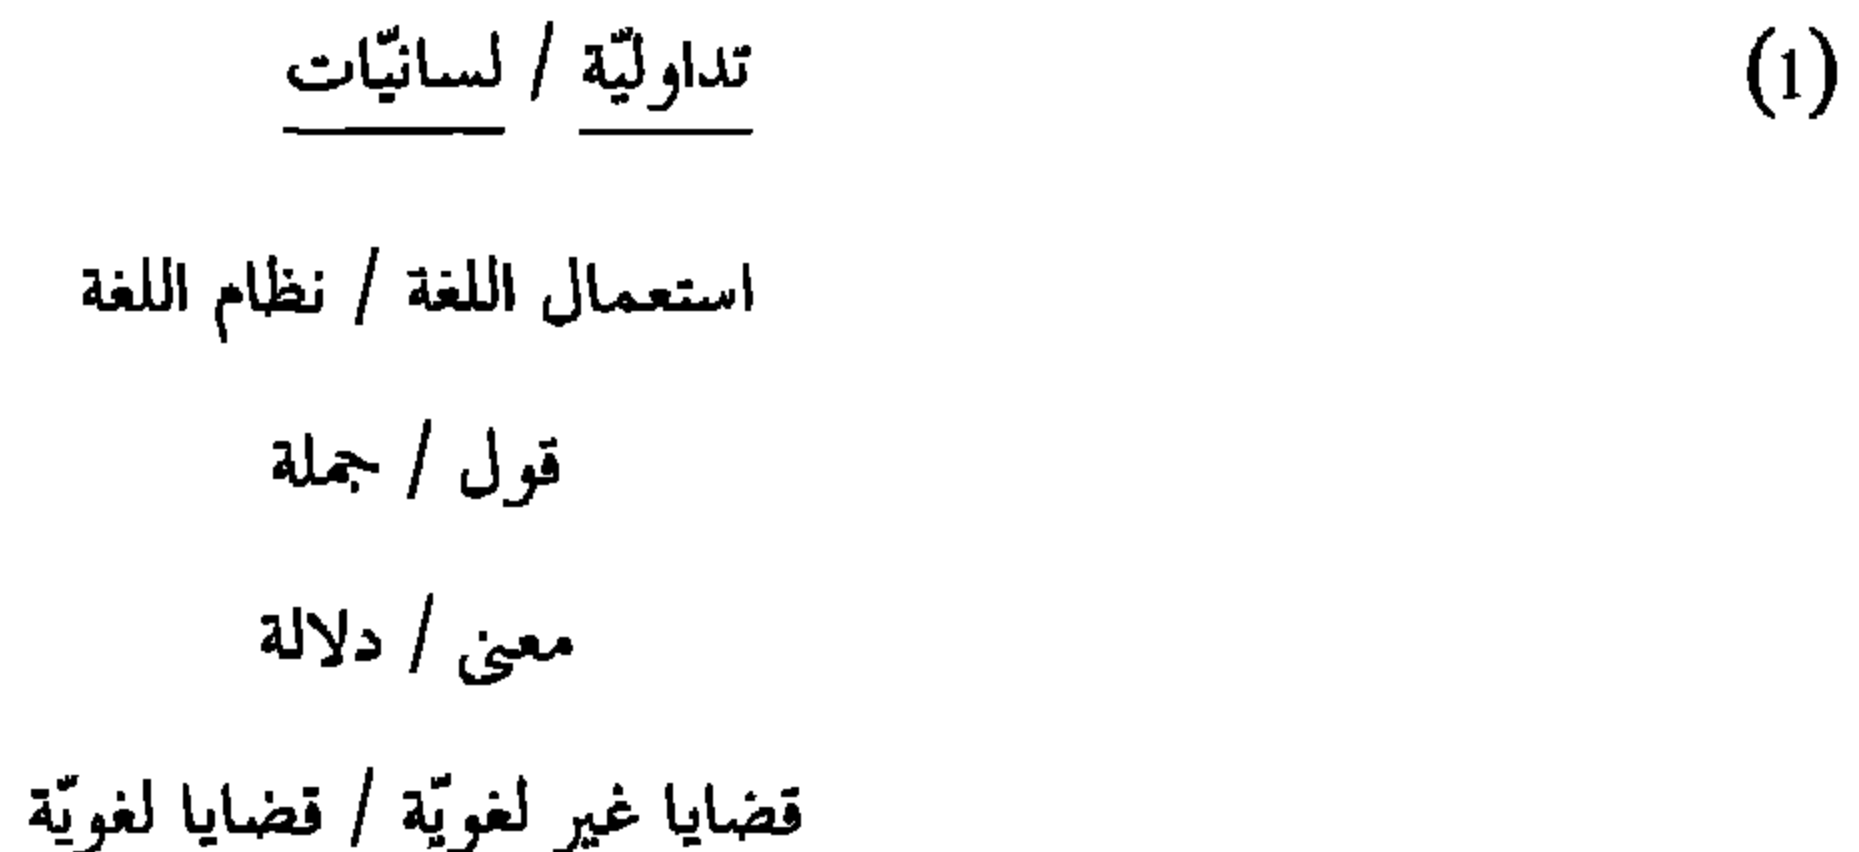 (1) تداوليّة / لسانيّات
استعمال اللغة / نظام اللغة
قول / جملة
معنى / دلالة
قضايا غير لغويّة / قضايا لغويّة